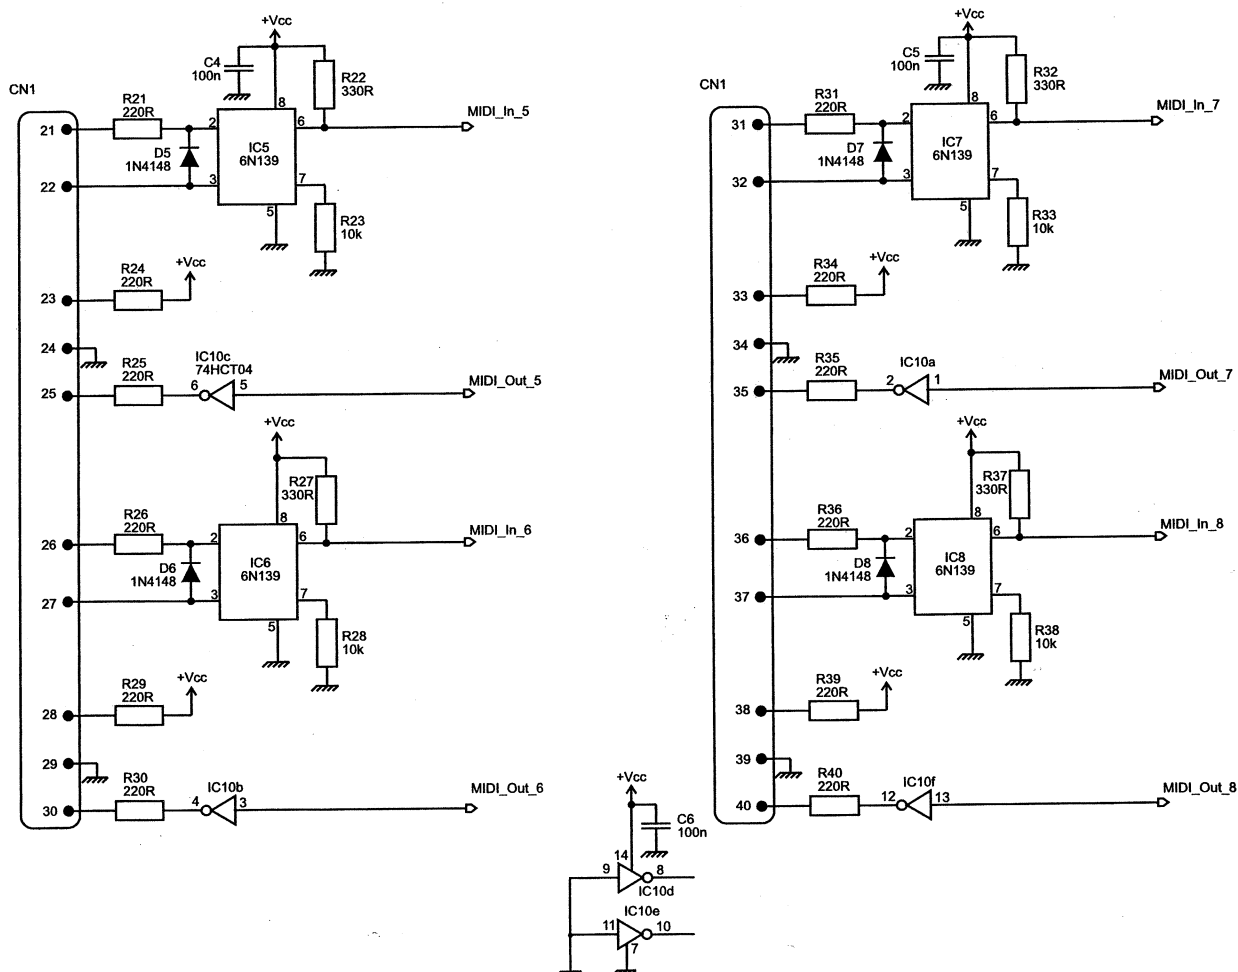 +Vcc
C4
100n
R22
330R
CN1
R21
220R
8
21
2
6
MIDI_In_5
IC5
6N139
D5
1N4148
22
3
7
5
R23
10k
R24
220R
+Vcc
23
24
R25
220R
IC10c
74HCT04
6
5
MIDI_Out_5
25
+Vcc
R27
330R
8
R26
220R
26
2
6
MIDI_In_6
IC6
6N139
D6
1N4148
27
3
7
5
R28
10k
R29
220R
+Vcc
28
29
R30
220R
IC10b
4
3
MIDI_Out_6
30
+Vcc
C5
100n
R32
330R
CN1
R31
220R
8
31
2
6
MIDI_In_7
IC7
6N139
D7
1N4148
32
3
7
5
R33
10k
R34
220R
+Vcc
33
34
R35
220R
IC10a
2
1
MIDI_Out_7
35
+Vcc
R37
330R
8
R36
220R
36
2
6
MIDI_In_8
IC8
6N139
D8
1N4148
37
3
7
5
R38
10k
R39
220R
+Vcc
38
39
R40
220R
IC10f
12
13
MIDI_Out_8
40
+Vcc
C6
100n
14
9
8
IC10d
IC10e
11
10
7